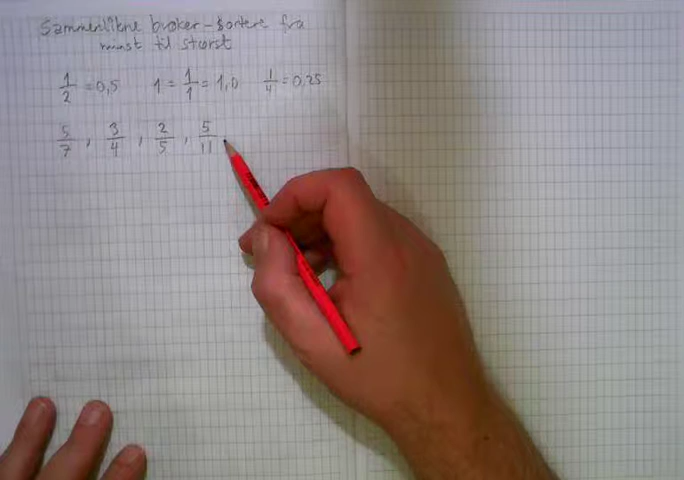 Sammenlikne brøker - Sortere fra
minst til størst
1/2 = 0,5 1 = 1/1 = 1,0 1/4 = 0,25
5/7, 3/4, 2/5, 5/11